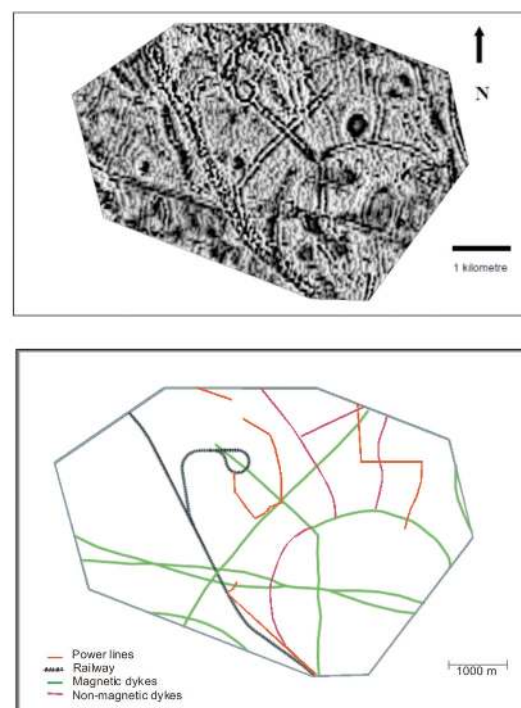 N
1 kilometre
Power lines
Railway
Magnetic dykes
Non-magnetic dykes
1000 m